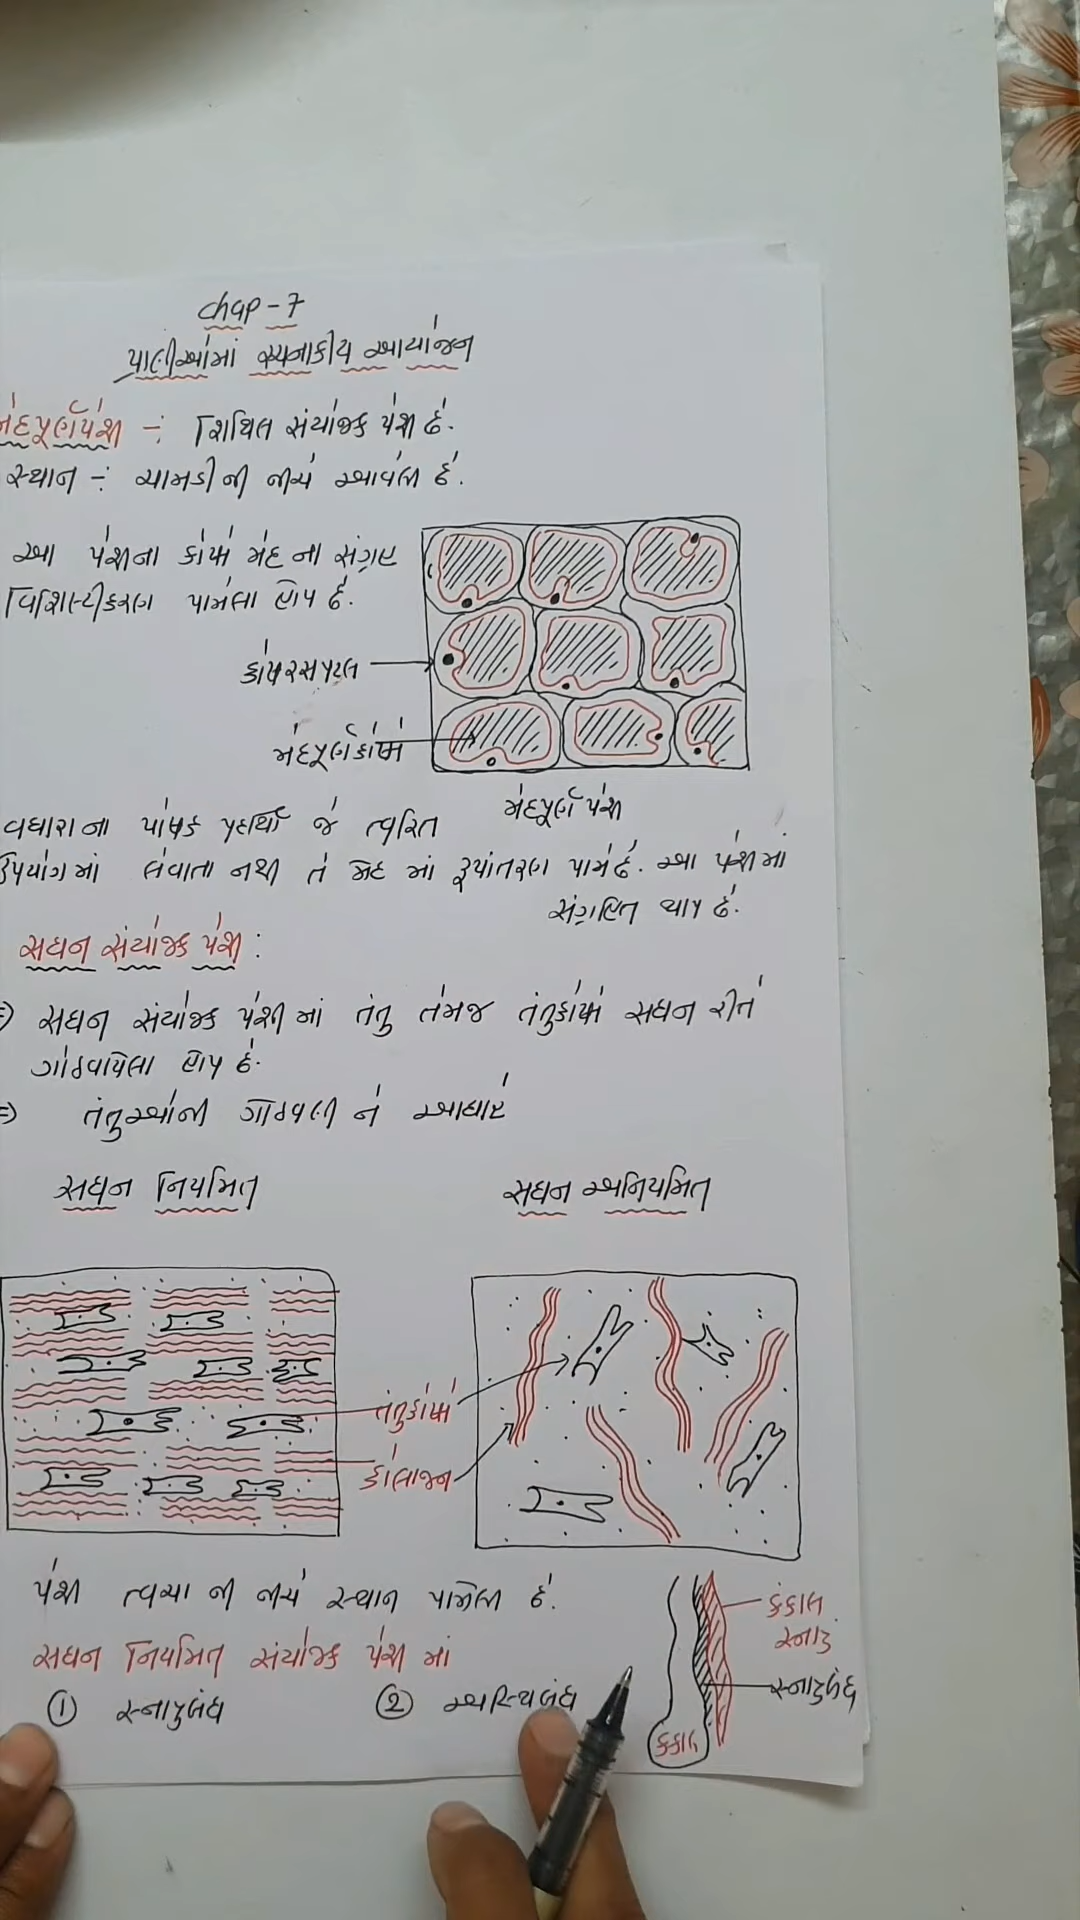 chap - 7
પ્રાણીઓમાં રચનાકીય આયોજન
મેદપૂર્ણપેશી ÷ શિથિલ સંયોજક પેશી છે.
સ્થાન ÷ ચામડીની નીચે આવેલી છે.
આ પેશીના કોષો મેદ ના સંગ્રહ
વિશિષ્ટીકરણ પામેલા હોય છે.
કોષરસપટલ
મેદપૂર્ણકોષો
મેદપૂર્ણ પેશી
વધારાના પોષક પદાર્થો જે ત્વરિત
ઉપયોગ માં લેવાતા નથી તે મેદ માં રૂપાંતરણ પામે છે. આ પેશીમાં
સંગ્રહિત થાય છે.
સઘન સંયોજક પેશી :
⇒) સઘન સંયોજક પેશી માં તંતુ તેમજ તંતુકોષો સઘન રીતે
ગોઠવાયેલા હોય છે.
⇒) તંતુઓની ગોઠવણી ને આધારે
સઘન નિયમિત સઘન અનિયમિત
તંતુકોષો
કોલાજન
પેશી ત્વચા ની નીચે સ્થાન પામેલી છે.
સઘન નિયમિત સંયોજક પેશી માં
① સ્નાયુબંધ ② અસ્થિબંધ
કંકાલ
સ્નાયુ
સ્નાયુબંધ
કંકાલ